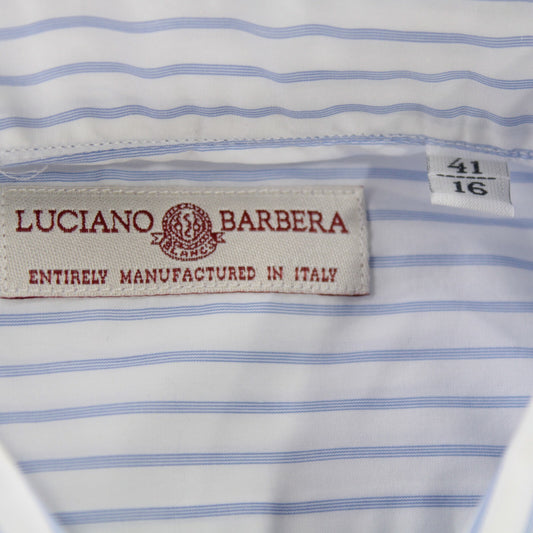 LUCIANO BARBERA
ENTIRELY MANUFACTURED IN ITALY
41
16